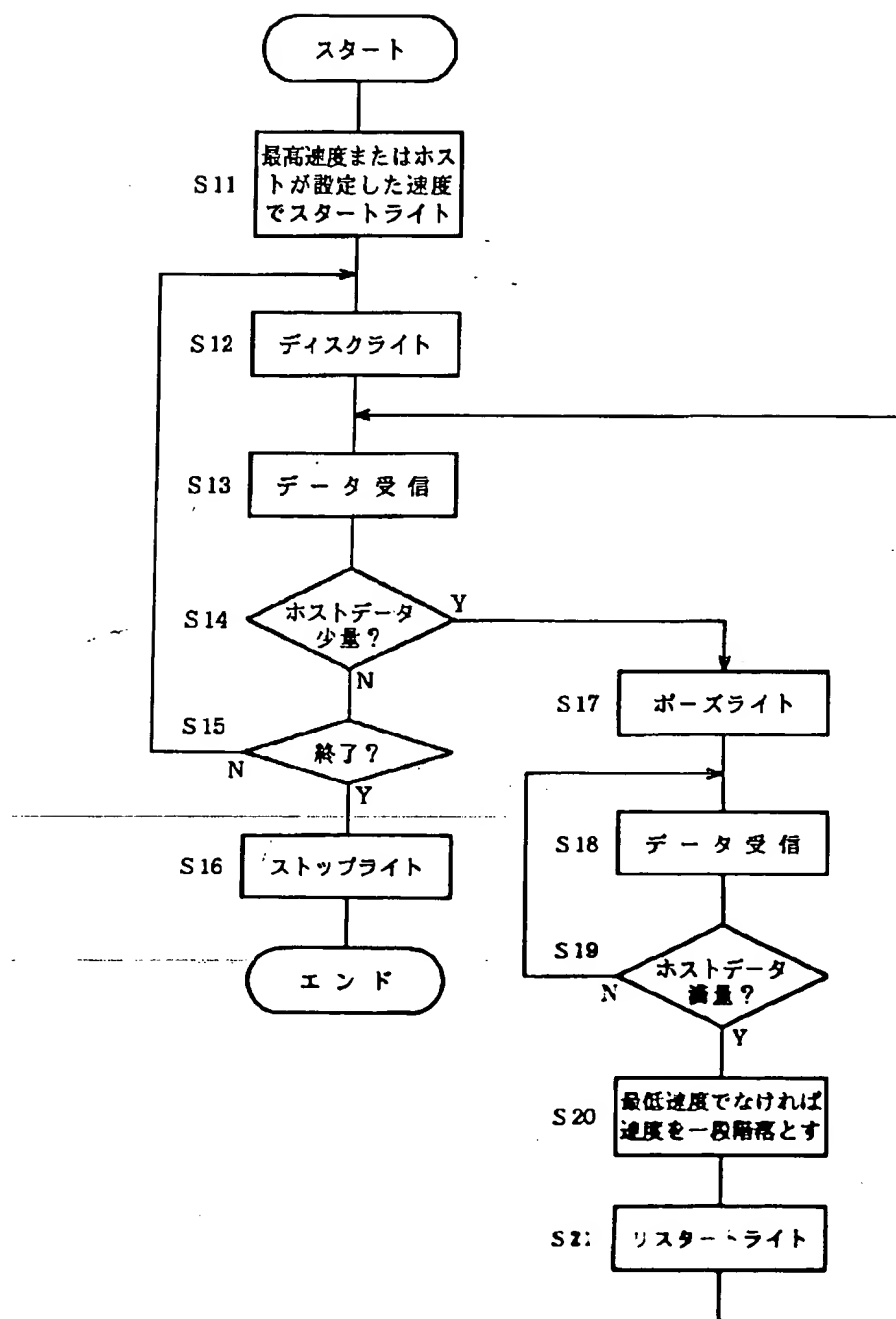 スタート
S11
最高速度またはホス
トが設定した速度
でスタートライト
S12
ディスクライト
S13
データ受信
S14
ホストデータ
少量?
Y
N
S15
終了?
N
Y
S16
ストップライト
エンド
S17
ポーズライト
S18
データ受信
S19
ホストデータ
満量?
N
Y
S20
最低速度でなければ
速度を一段階落とす
S21
リスタートライト